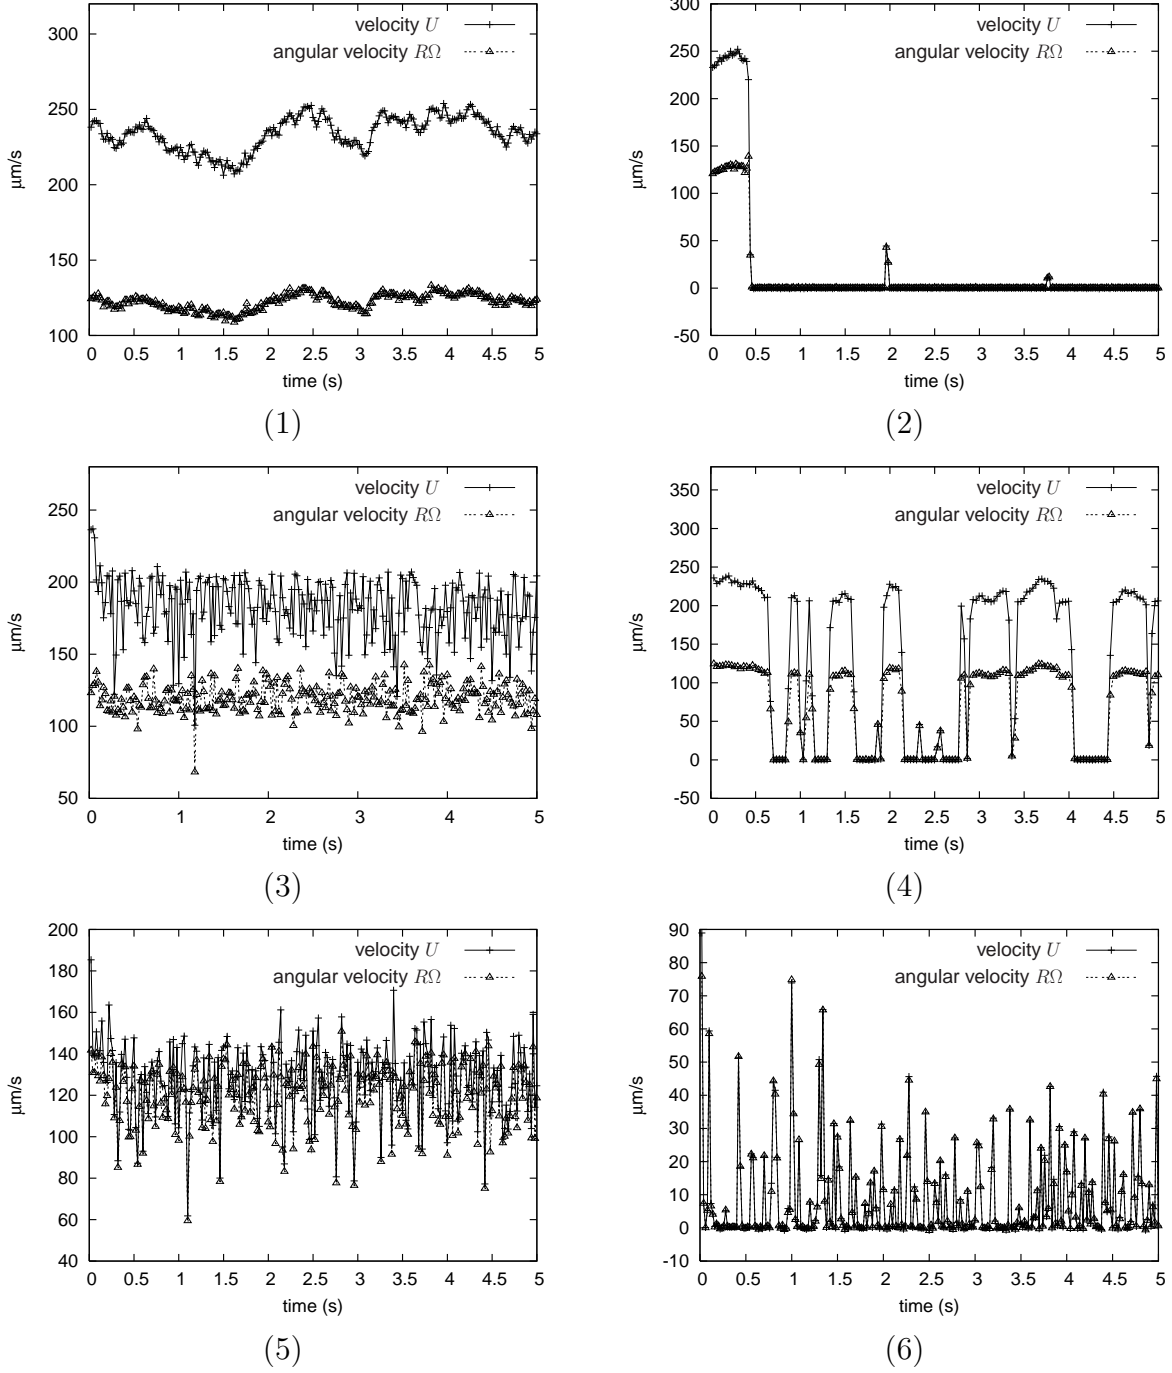 300
250
200
150
100
0 0.5 1 1.5 2 2.5 3 3.5 4 4.5 5
μm/s
time (s)
velocity U
angular velocity RΩ
(1)
300
250
200
150
100
50
0
-50
0 0.5 1 1.5 2 2.5 3 3.5 4 4.5 5
μm/s
time (s)
velocity U
angular velocity RΩ
(2)
250
200
150
100
50
0 1 2 3 4 5
μm/s
time (s)
velocity U
angular velocity RΩ
(3)
350
300
250
200
150
100
50
0
-50
0 0.5 1 1.5 2 2.5 3 3.5 4 4.5 5
μm/s
time (s)
velocity U
angular velocity RΩ
(4)
200
180
160
140
120
100
80
60
40
0 0.5 1 1.5 2 2.5 3 3.5 4 4.5 5
μm/s
time (s)
velocity U
angular velocity RΩ
(5)
90
80
70
60
50
40
30
20
10
0
-10
0 0.5 1 1.5 2 2.5 3 3.5 4 4.5 5
μm/s
time (s)
velocity U
angular velocity RΩ
(6)